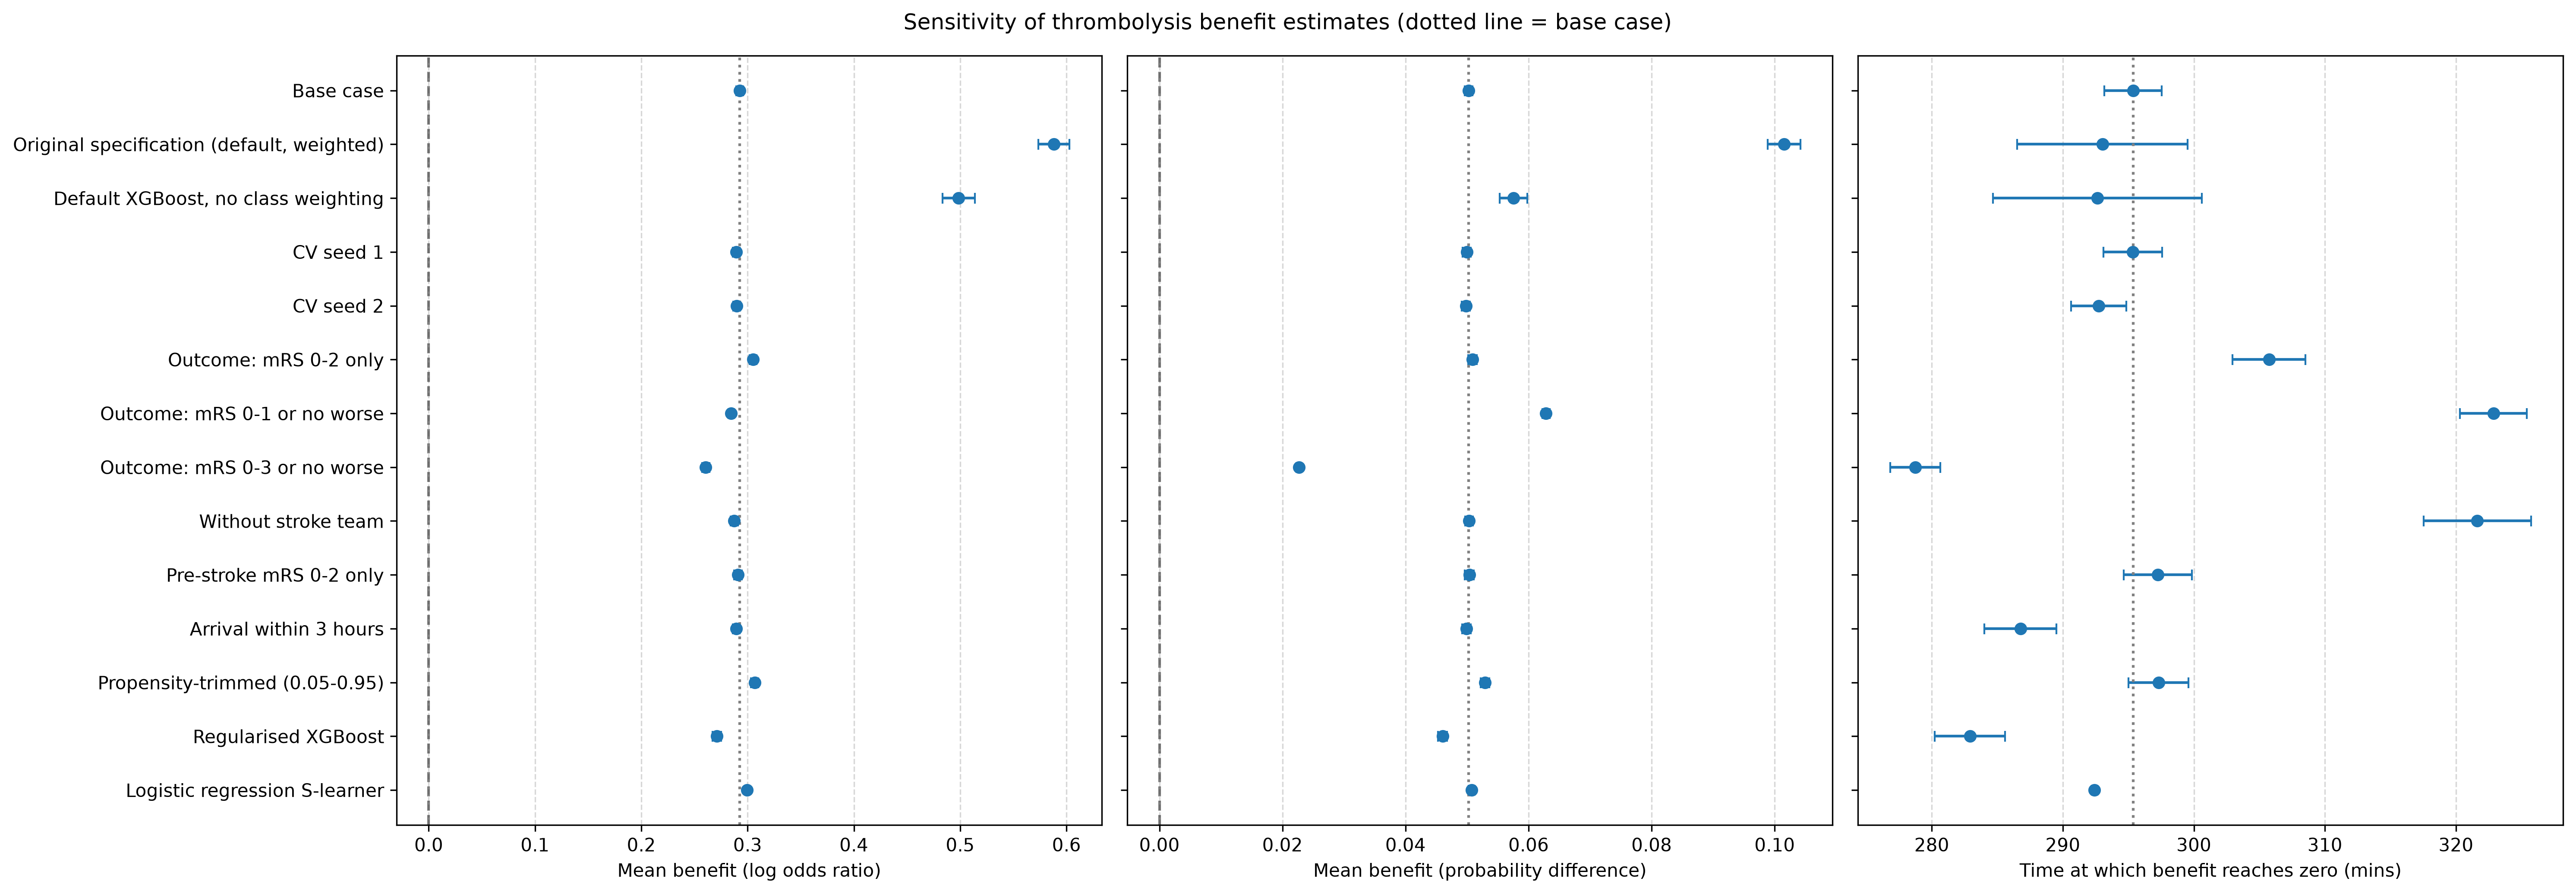 Sensitivity of thrombolysis benefit estimates (dotted line = base case)
Base case
Original specification (default, weighted)
Default XGBoost, no class weighting
CV seed 1
CV seed 2
Outcome: mRS 0-2 only
Outcome: mRS 0-1 or no worse
Outcome: mRS 0-3 or no worse
Without stroke team
Pre-stroke mRS 0-2 only
Arrival within 3 hours
Propensity-trimmed (0.05-0.95)
Regularised XGBoost
Logistic regression S-learner
0.0 0.1 0.2 0.3 0.4 0.5 0.6
Mean benefit (log odds ratio)
0.00 0.02 0.04 0.06 0.08 0.10
Mean benefit (probability difference)
280 290 300 310 320
Time at which benefit reaches zero (mins)